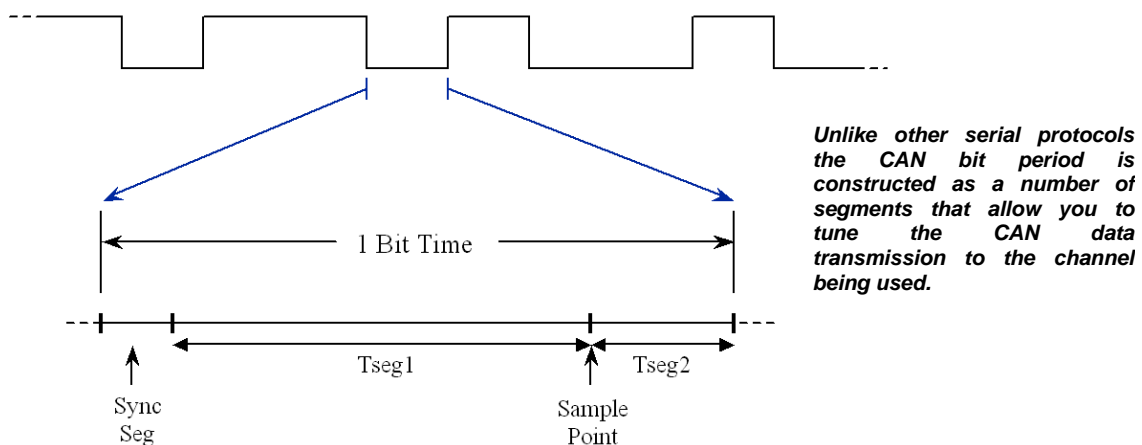 Unlike other serial protocols
the CAN bit period is
constructed as a number of
segments that allow you to
tune the CAN data
transmission to the channel
being used.
1 Bit Time
Tseg1
Tseg2
Sync
Seg
Sample
Point